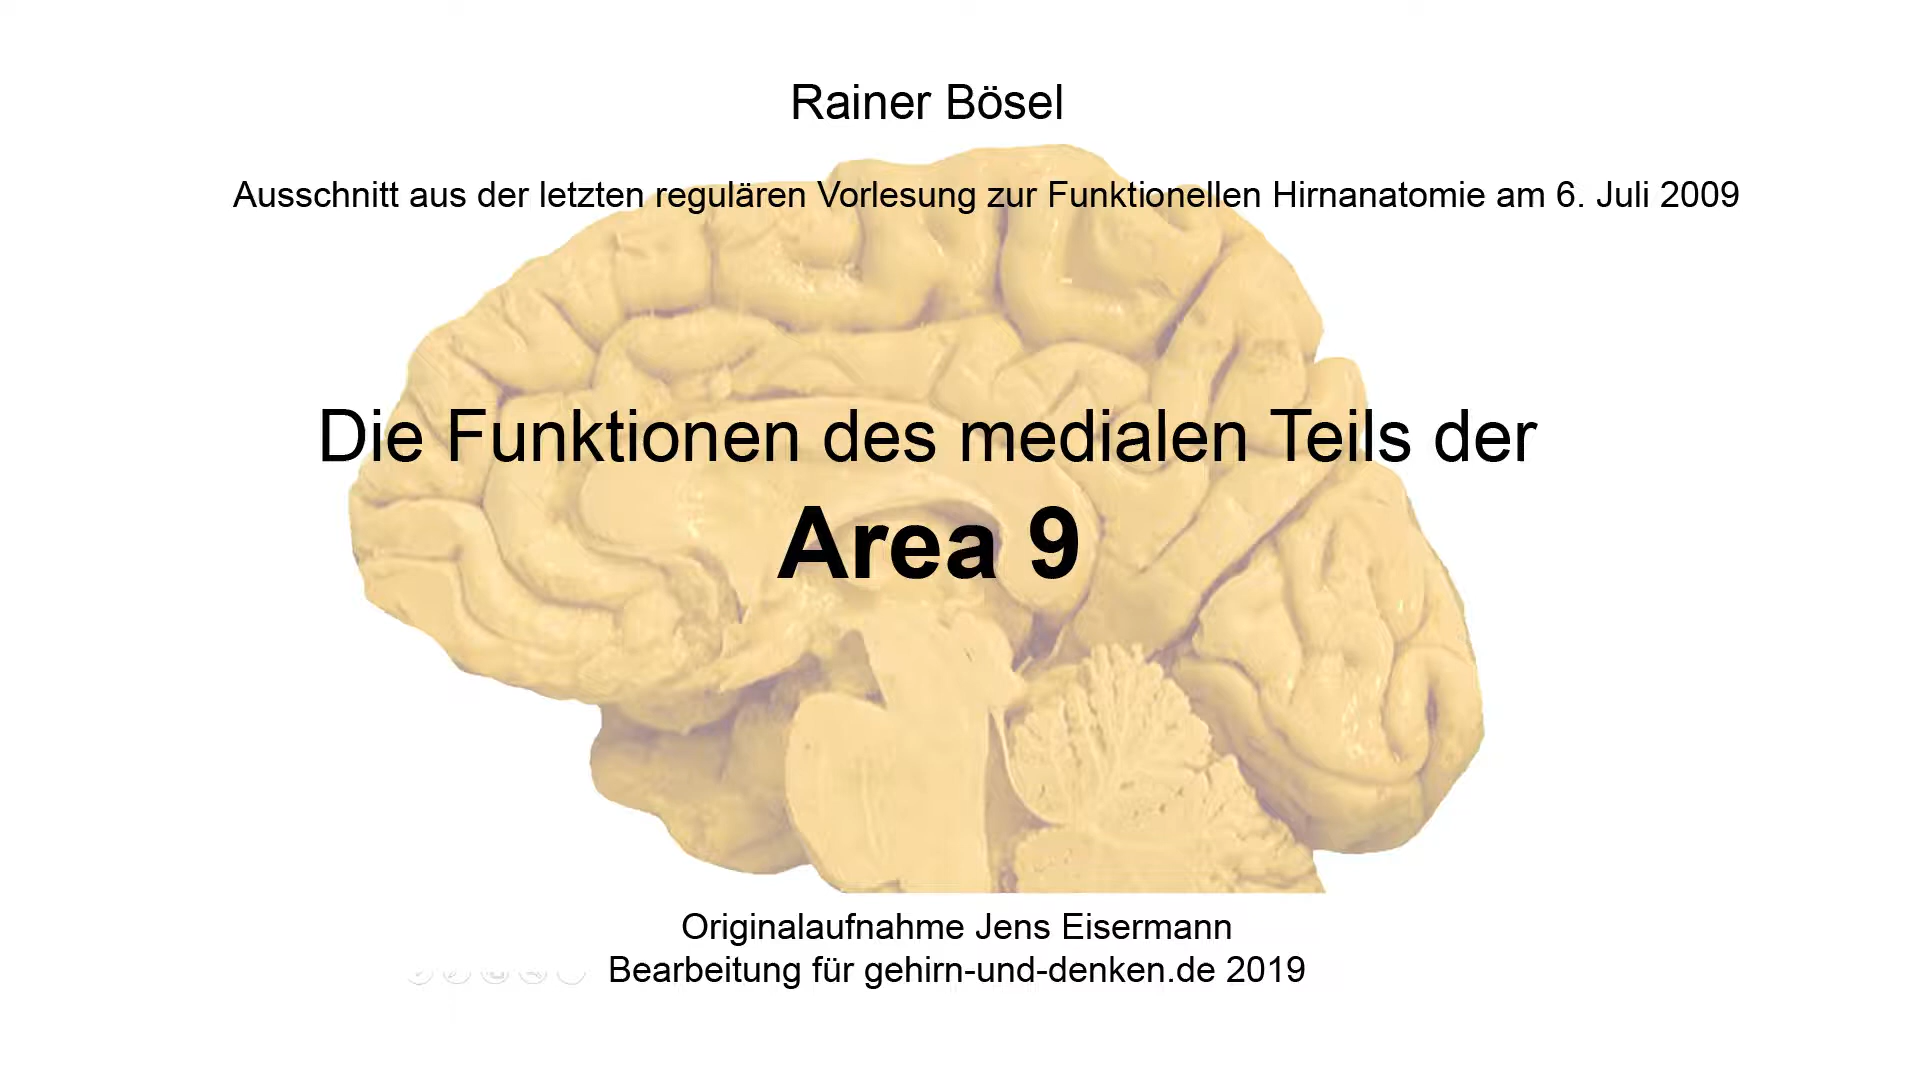 Rainer Bösel
Ausschnitt aus der letzten regulären Vorlesung zur Funktionellen Hirnanatomie am 6. Juli 2009
Die Funktionen des medialen Teils der
Area 9
Originalaufnahme Jens Eisermann
Bearbeitung für gehirn-und-denken.de 2019